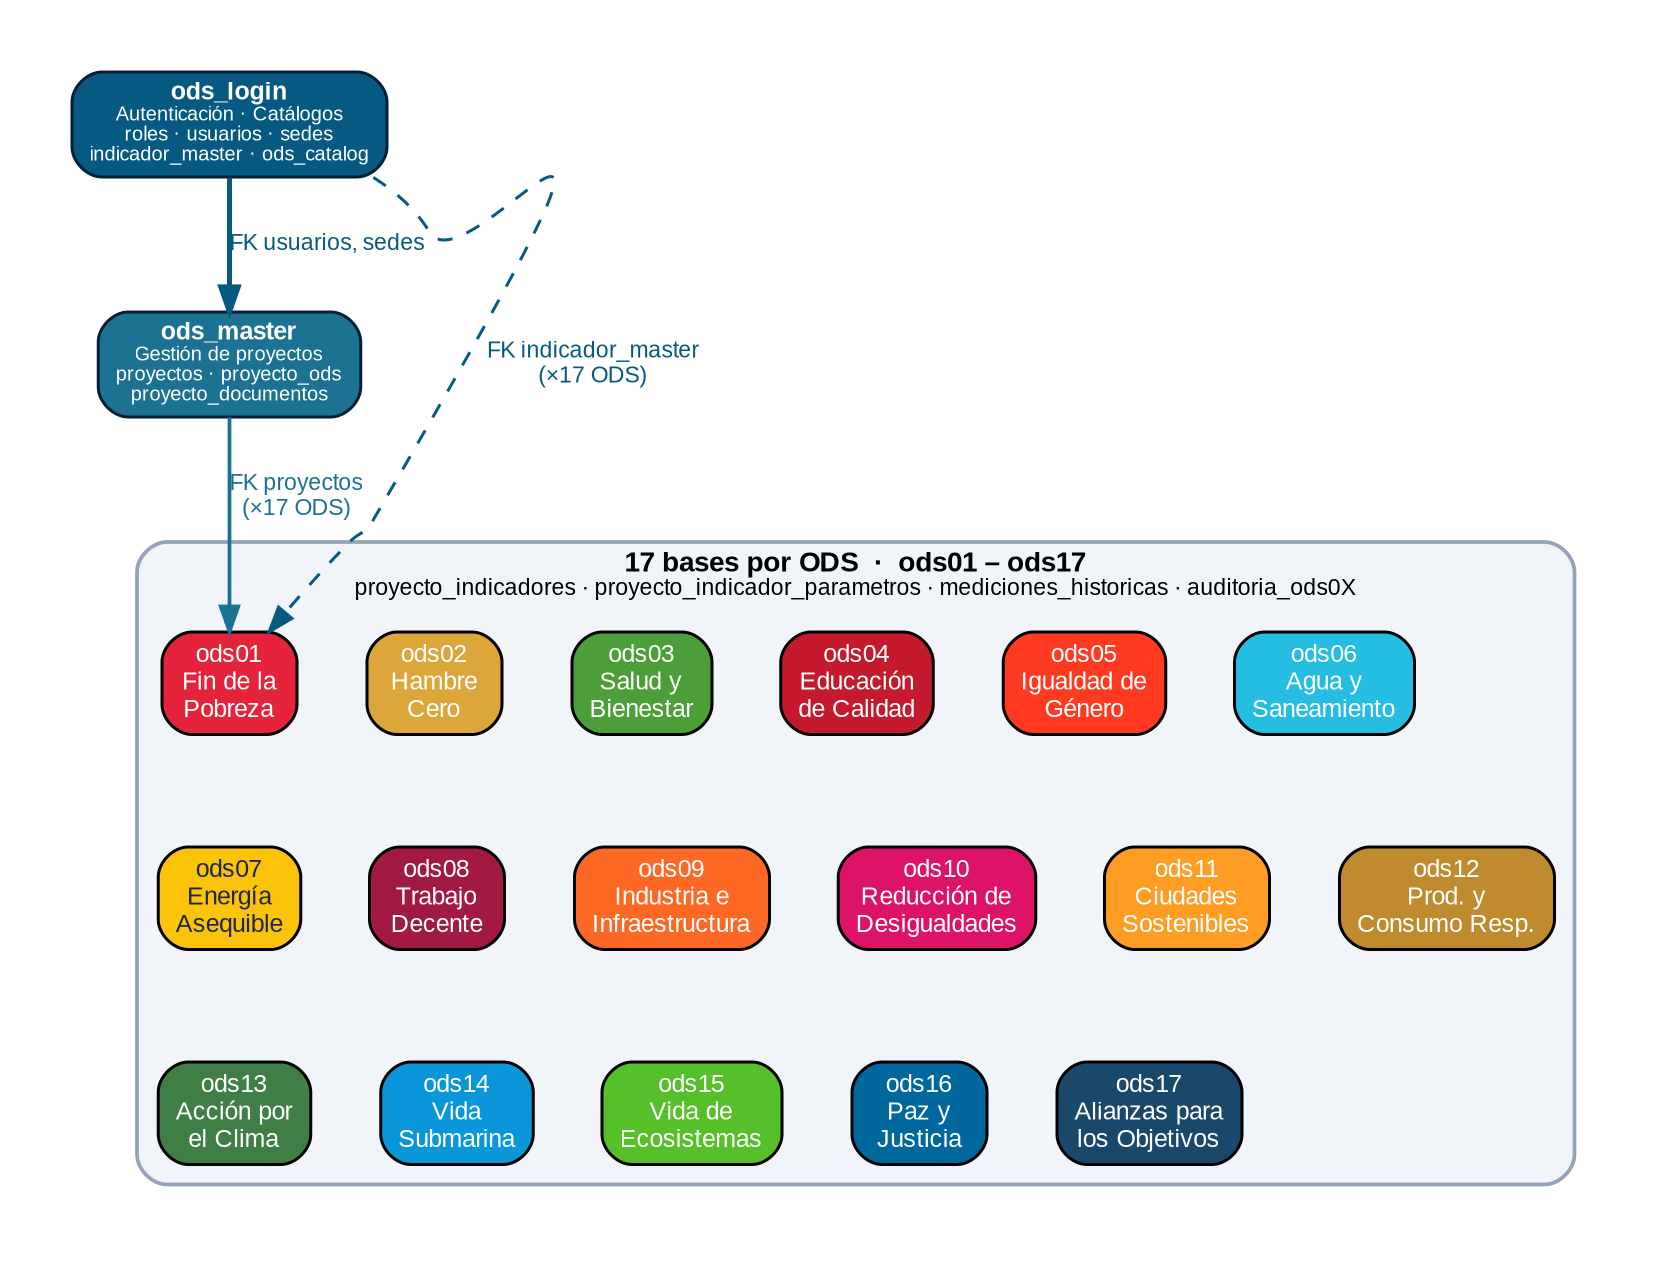 ods_login
Autenticación · Catálogos
roles · usuarios · sedes
indicador_master · ods_catalog
FK usuarios, sedes
ods_master
Gestión de proyectos
proyectos · proyecto_ods
proyecto_documentos
FK indicador_master
(×17 ODS)
FK proyectos
(×17 ODS)
17 bases por ODS · ods01 – ods17
proyecto_indicadores · proyecto_indicador_parametros · mediciones_historicas · auditoria_ods0X
ods01
Fin de la
Pobreza
ods02
Hambre
Cero
ods03
Salud y
Bienestar
ods04
Educación
de Calidad
ods05
Igualdad de
Género
ods06
Agua y
Saneamiento
ods07
Energía
Asequible
ods08
Trabajo
Decente
ods09
Industria e
Infraestructura
ods10
Reducción de
Desigualdades
ods11
Ciudades
Sostenibles
ods12
Prod. y
Consumo Resp.
ods13
Acción por
el Clima
ods14
Vida
Submarina
ods15
Vida de
Ecosistemas
ods16
Paz y
Justicia
ods17
Alianzas para
los Objetivos